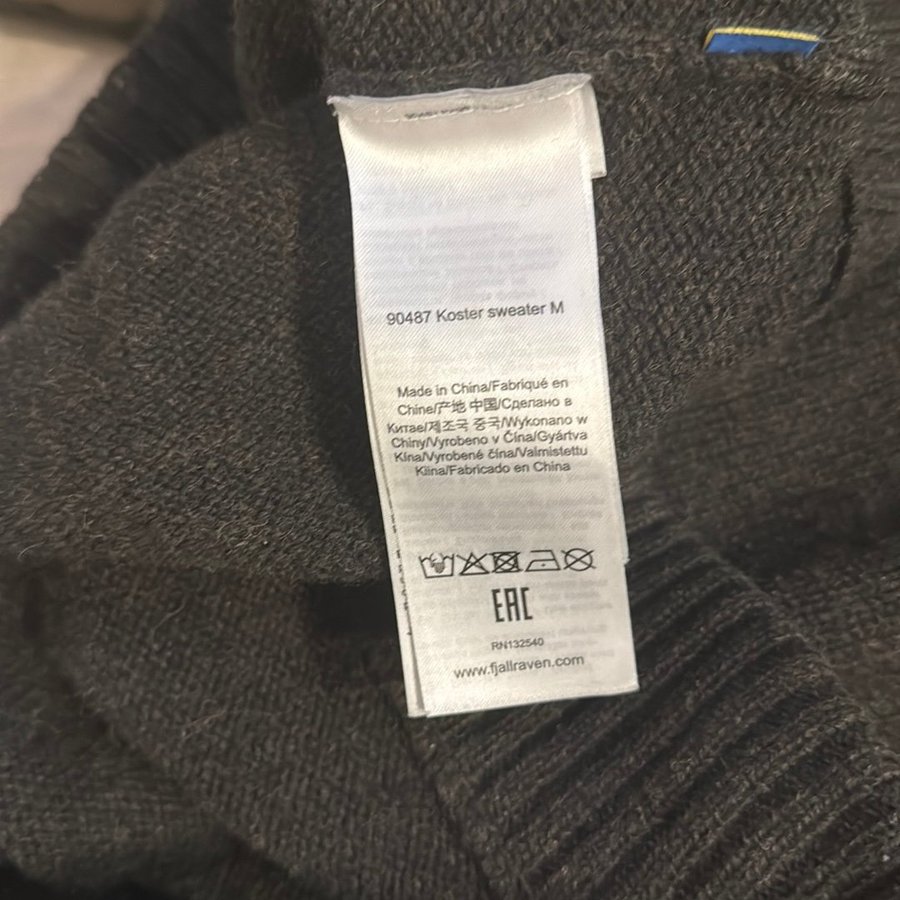 90487 Koster sweater M
Made in China/Fabriqué en
Chine/产地 中国/Сделано в
Китае/제조국 중국/Wykonano w
Chiny/Vyrobeno v Čína/Gyártva
Kína/Vyrobené čína/Valmistettu
Kiina/Fabricado en China
EAC
RN132540
www.fjallraven.com